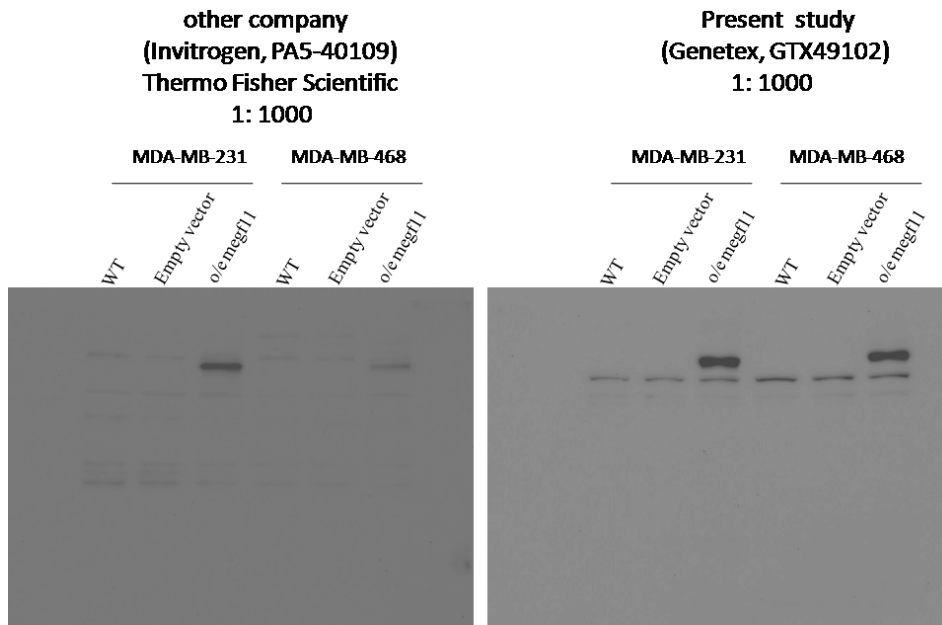 other company
(Invitrogen, PA5-40109)
Thermo Fisher Scientific
1: 1000
MDA-MB-231 MDA-MB-468
WT Empty vector o/e megf11 WT Empty vector o/e megf11
Present study
(Genetex, GTX49102)
1: 1000
MDA-MB-231 MDA-MB-468
WT Empty vector o/e megf11 WT Empty vector o/e megf11